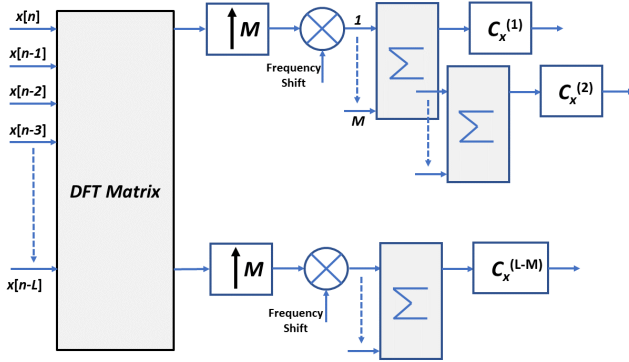 x[n]
x[n-1]
x[n-2]
x[n-3]
x[n-L]
DFT Matrix
M
Frequency
Shift
1
M
∑
Cx(1)
∑
Cx(2)
M
Frequency
Shift
∑
Cx(L-M)